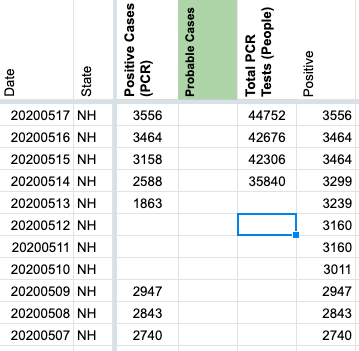 Date State Positive Cases (PCR) Probable Cases Total PCR Tests (People) Positive
20200517 NH 3556 44752 3556
20200516 NH 3464 42676 3464
20200515 NH 3158 42306 3464
20200514 NH 2588 35840 3299
20200513 NH 1863 3239
20200512 NH 3160
20200511 NH 3160
20200510 NH 3011
20200509 NH 2947 2947
20200508 NH 2843 2843
20200507 NH 2740 2740